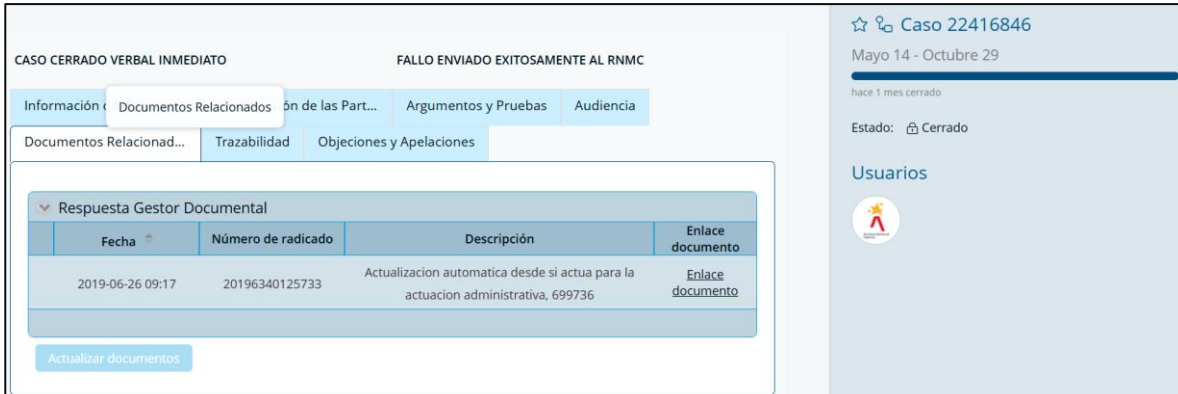 CASO CERRADO VERBAL INMEDIATO
FALLO ENVIADO EXITOSAMENTE AL RNMC
Información
Documentos Relacionados
ón de las Part...
Argumentos y Pruebas
Audiencia
Documentos Relacionad...
Trazabilidad
Objeciones y Apelaciones
Respuesta Gestor Documental
Fecha
Número de radicado
Descripción
Enlace
documento
2019-06-26 09:17
20196340125733
Actualizacion automatica desde si actua para la
actuacion administrativa, 699736
Enlace
documento
Actualizar documentos
Caso 22416846
Mayo 14 - Octubre 29
hace 1 mes cerrado
Estado: Cerrado
Usuarios